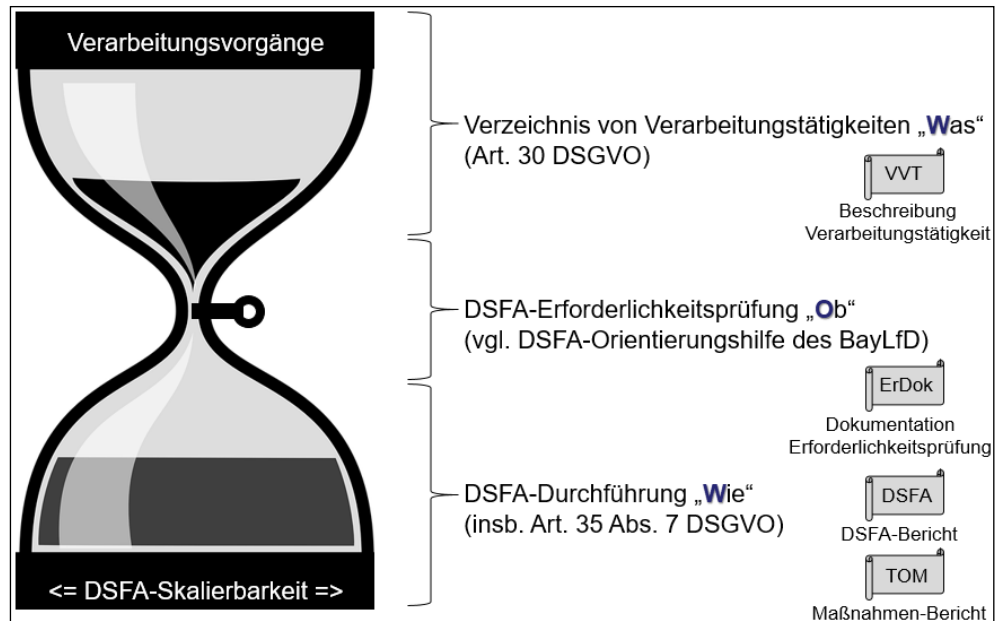 Verarbeitungsvorgänge
Verzeichnis von Verarbeitungstätigkeiten „Was“
(Art. 30 DSGVO)
VVT
Beschreibung
Verarbeitungstätigkeit
DSFA-Erforderlichkeitsprüfung „Ob“
(vgl. DSFA-Orientierungshilfe des BayLfD)
ErDok
Dokumentation
Erforderlichkeitsprüfung
DSFA-Durchführung „Wie“
(insb. Art. 35 Abs. 7 DSGVO)
DSFA
DSFA-Bericht
TOM
Maßnahmen-Bericht
<= DSFA-Skalierbarkeit =>